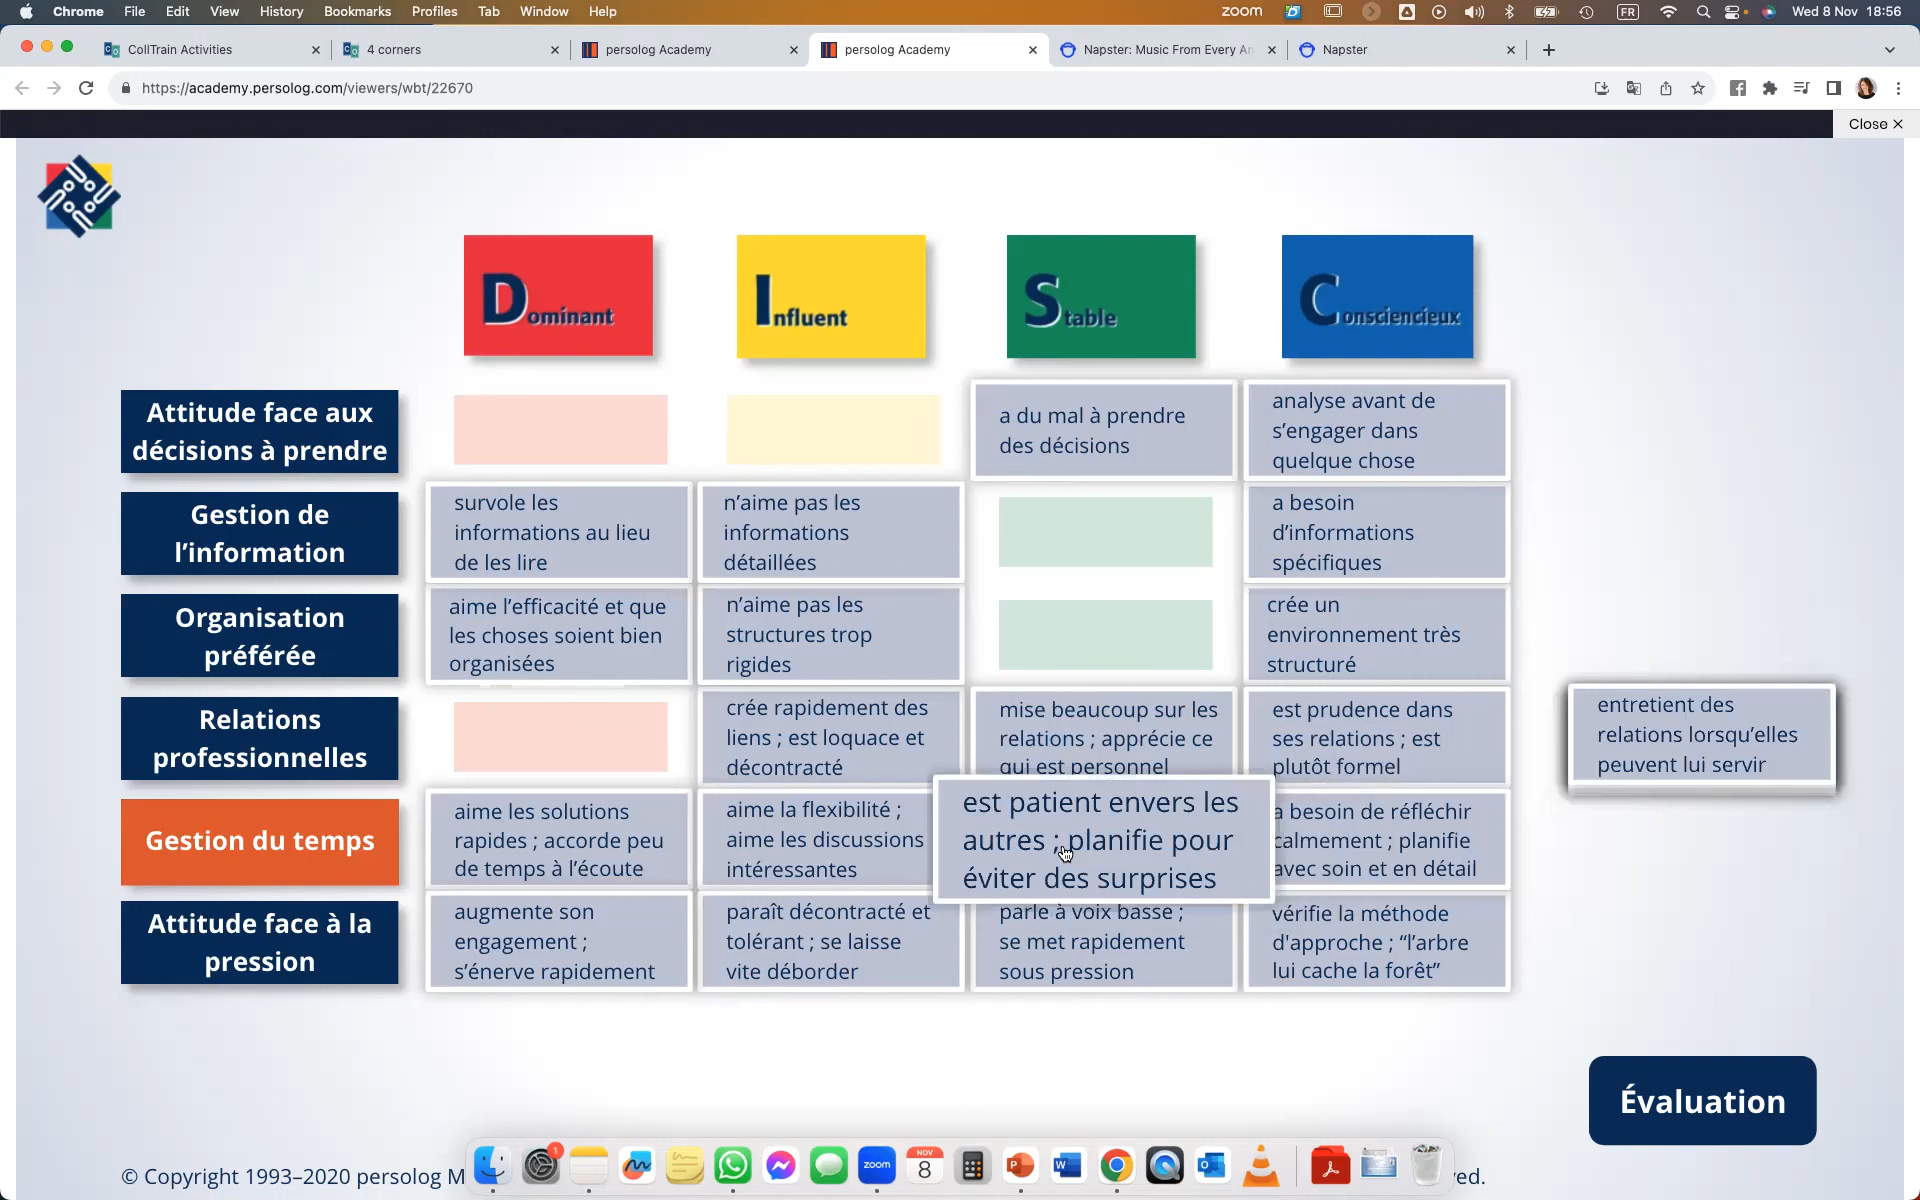 Chrome File Edit View History Bookmarks Profiles Tab Window Help
zoom FR Wed 8 Nov 18:56
CollTrain Activities
4 corners
persolog Academy
persolog Academy
Napster: Music From Every An
Napster
https://academy.persolog.com/viewers/wbt/22670
Close ×
Dominant
Influent
Stable
Consciencieux
Attitude face aux
décisions à prendre
a du mal à prendre
des décisions
analyse avant de
s’engager dans
quelque chose
Gestion de
l’information
survole les
informations au lieu
de les lire
n’aime pas les
informations
détaillées
a besoin
d’informations
spécifiques
Organisation
préférée
aime l’efficacité et que
les choses soient bien
organisées
n’aime pas les
structures trop
rigides
crée un
environnement très
structuré
Relations
professionnelles
crée rapidement des
liens ; est loquace et
décontracté
mise beaucoup sur les
relations ; apprécie ce
qui est personnel
est prudence dans
ses relations ; est
plutôt formel
entretient des
relations lorsqu’elles
peuvent lui servir
Gestion du temps
aime les solutions
rapides ; accorde peu
de temps à l’écoute
aime la flexibilité ;
aime les discussions
intéressantes
est patient envers les
autres ; planifie pour
éviter des surprises
a besoin de réfléchir
calmement ; planifie
avec soin et en détail
Attitude face à la
pression
augmente son
engagement ;
s’énerve rapidement
paraît décontracté et
tolérant ; se laisse
vite déborder
parle à voix basse ;
se met rapidement
sous pression
vérifie la méthode
d'approche ; “l’arbre
lui cache la forêt”
Évaluation
1
zoom
NOV
8
© Copyright 1993–2020 persolog M
ved.